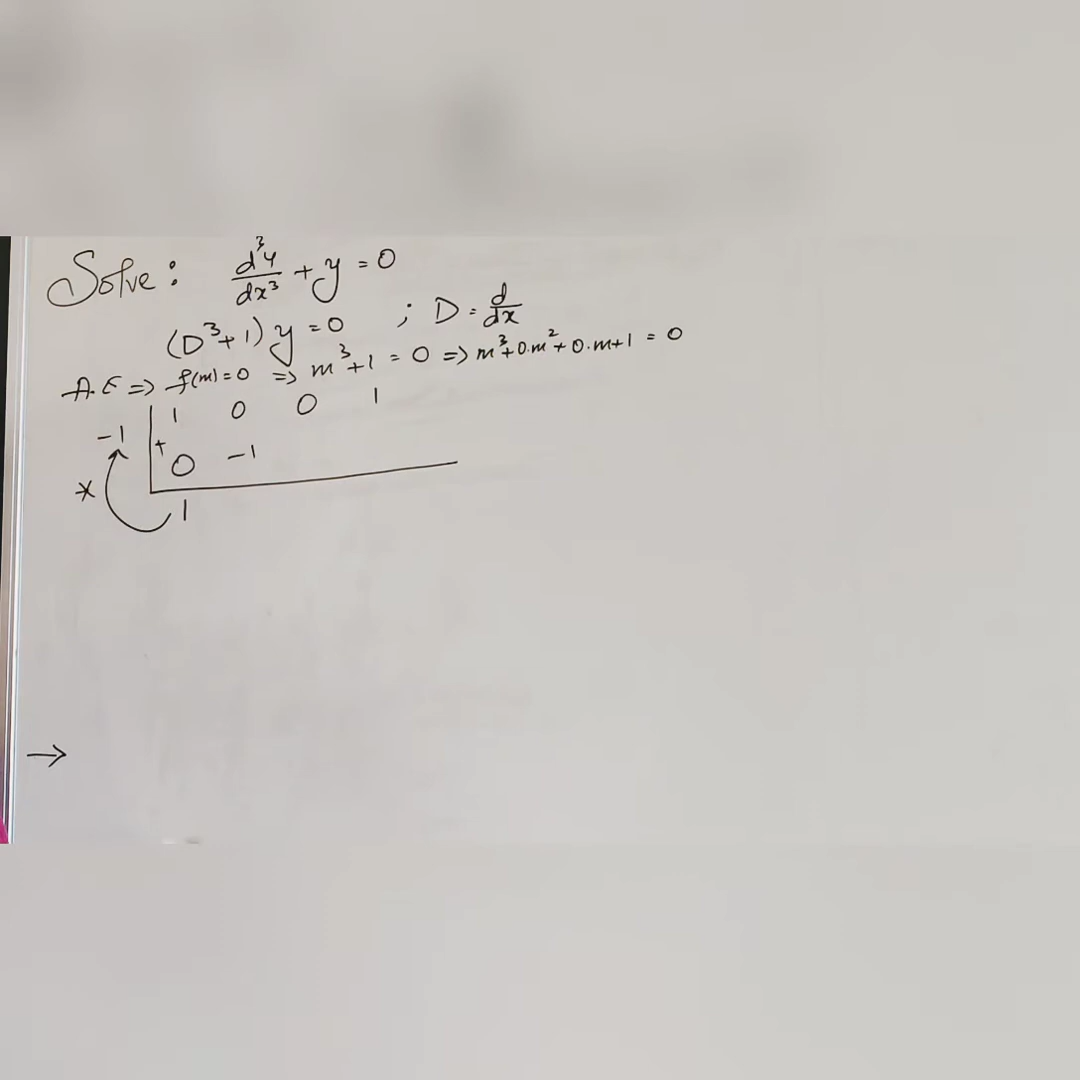 Solve: d³y/dx³ + y = 0
(D³+1) y = 0 ; D = d/dx
A.E => f(m) = 0 => m³+1 = 0 => m³+0.m²+0.m+1 = 0
1 0 0 1
-1 +
0 -1
*
1
→